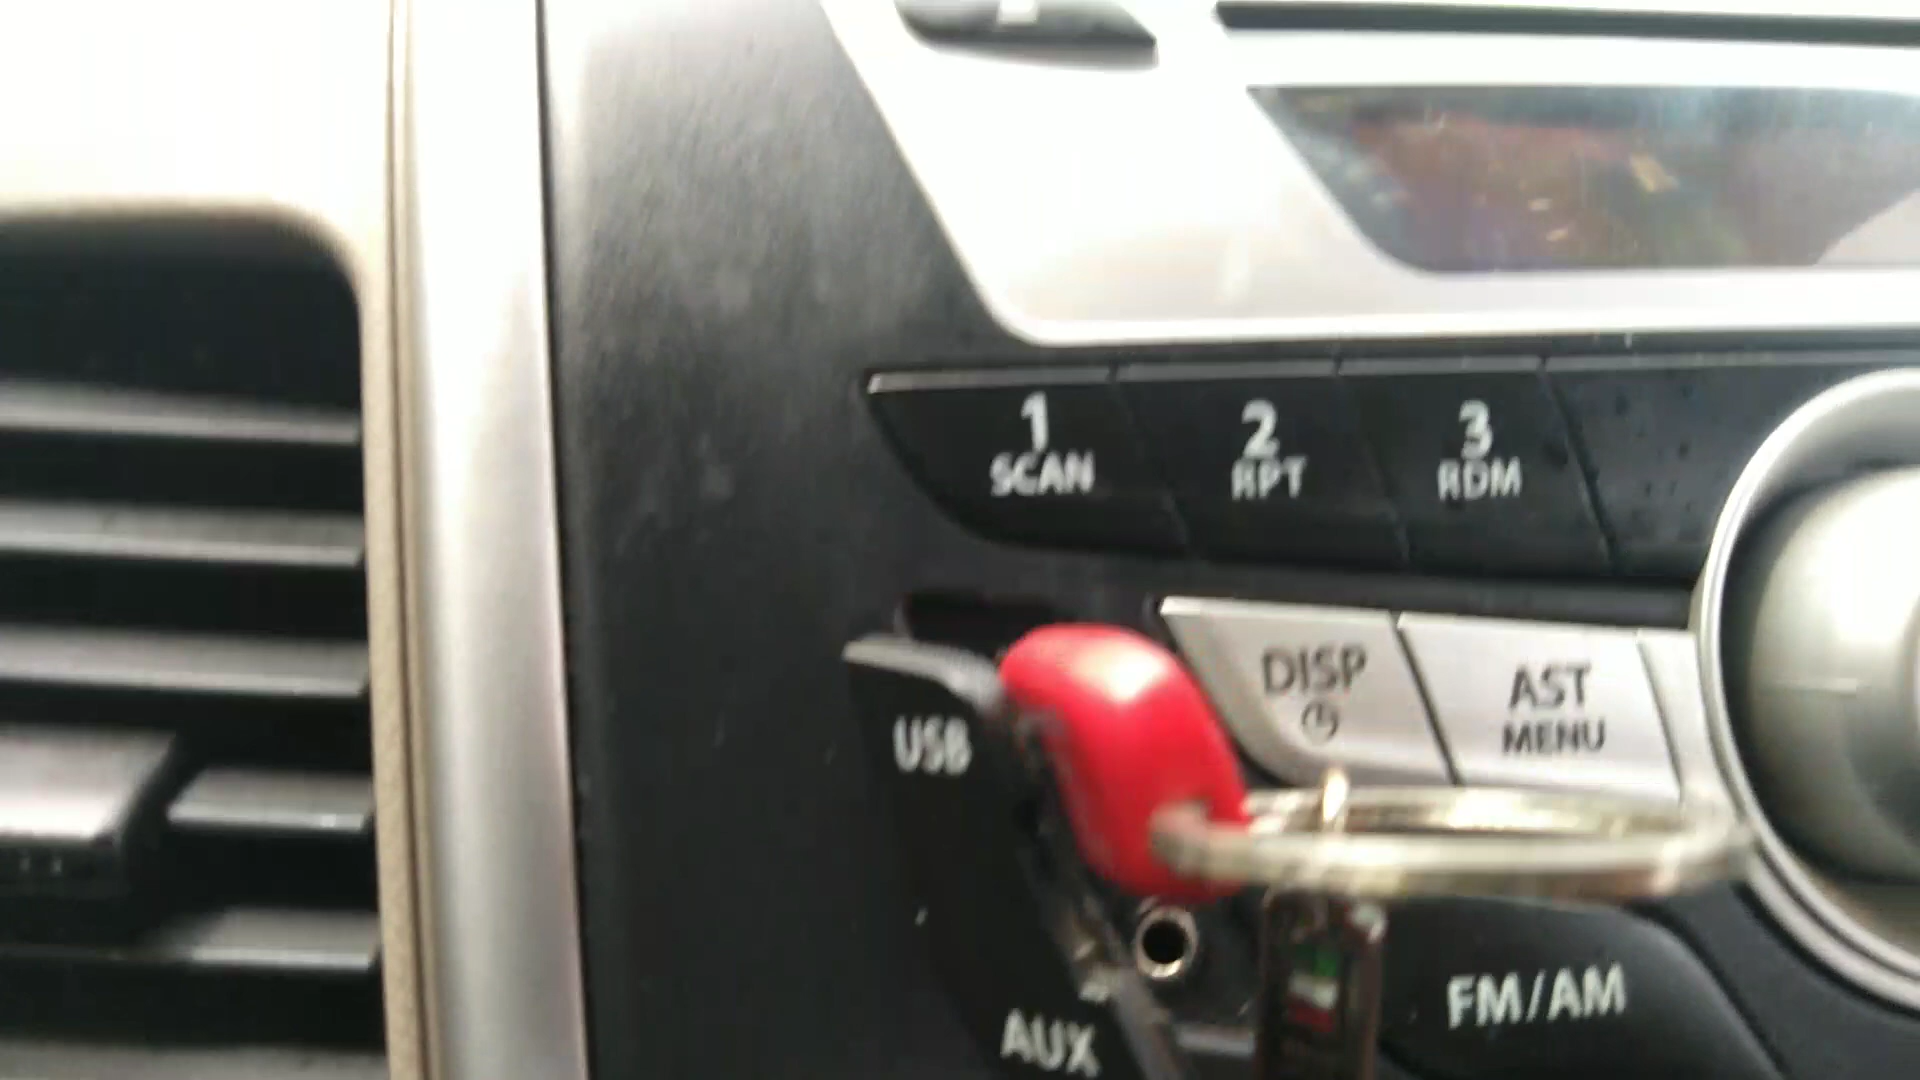 1
SCAN
2
RPT
3
RDM
DISP
AST
MENU
USB
FM/AM
AUX